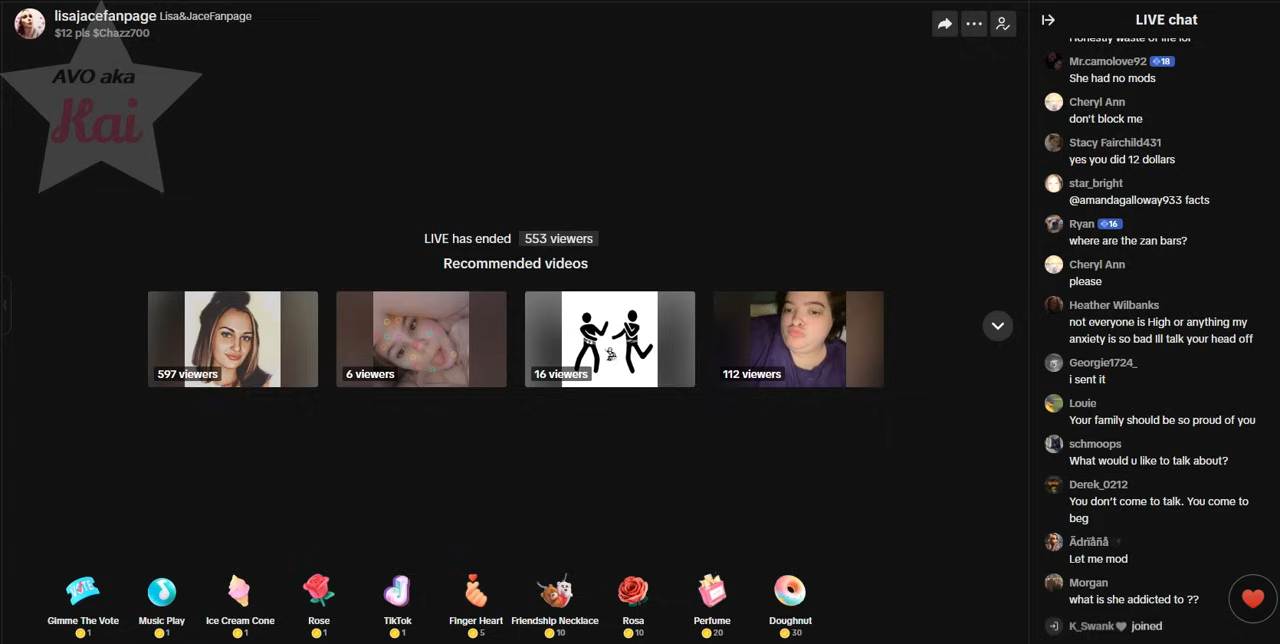 lisajacefanpage Lisa&JaceFanpage
$12 pls $Chazz700
AVO aka
Kai
LIVE has ended 553 viewers
Recommended videos
597 viewers
6 viewers
16 viewers
112 viewers
VOTE
Gimme The Vote
1
Music Play
1
Ice Cream Cone
1
Rose
1
TikTok
1
Finger Heart
5
Friendship Necklace
10
Rosa
10
Perfume
20
Doughnut
30
LIVE chat
Honestly waste of life lol
Mr.camolove92 18
She had no mods
Cheryl Ann
don't block me
Stacy Fairchild431
yes you did 12 dollars
star_bright
@amandagalloway933 facts
Ryan 16
where are the zan bars?
Cheryl Ann
please
Heather Wilbanks
not everyone is High or anything my
anxiety is so bad Ill talk your head off
Georgie1724_
i sent it
Louie
Your family should be so proud of you
schmoops
What would u like to talk about?
Derek_0212
You don’t come to talk. You come to
beg
Ãdrïåñå
Let me mod
Morgan
what is she addicted to ??
K_Swank🖤 joined